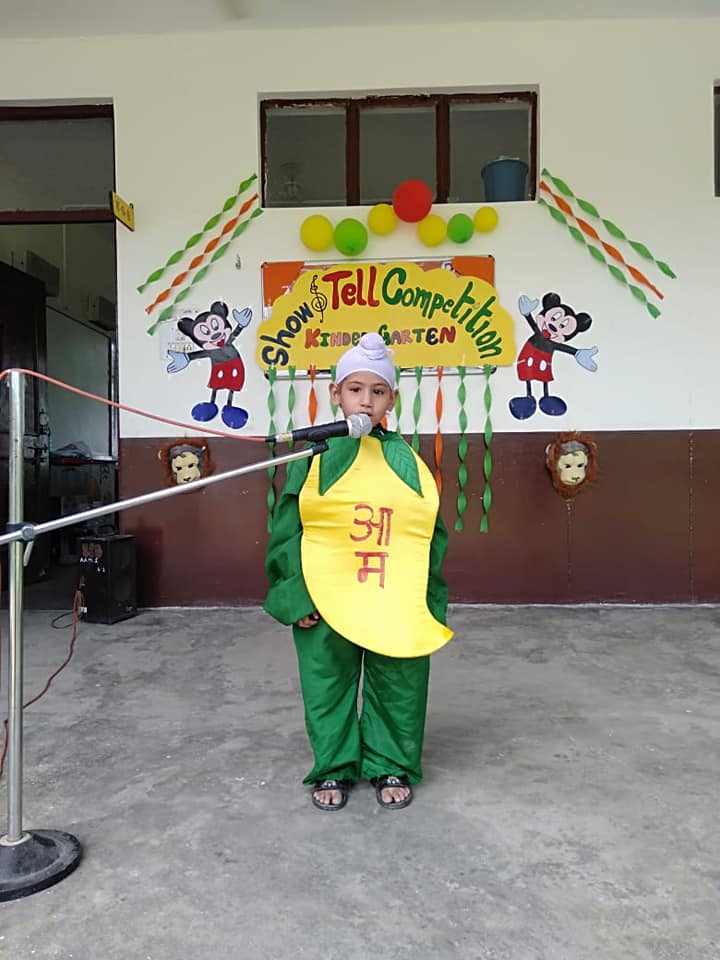 Show & Tell Competition
KINDERGARTEN
आ
म